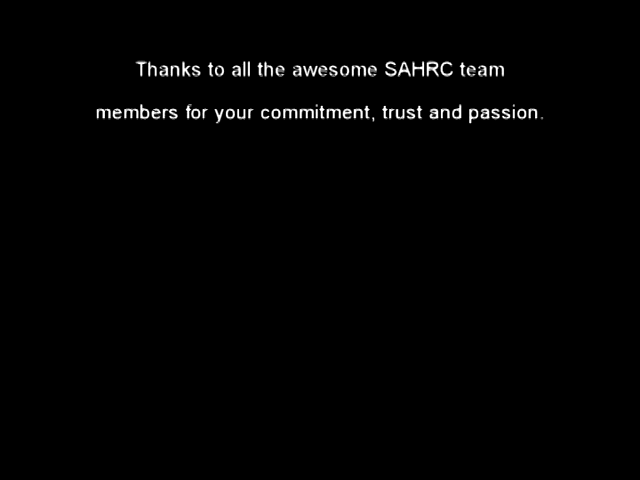 Thanks to all the awesome SAHRC team
members for your commitment, trust and passion.